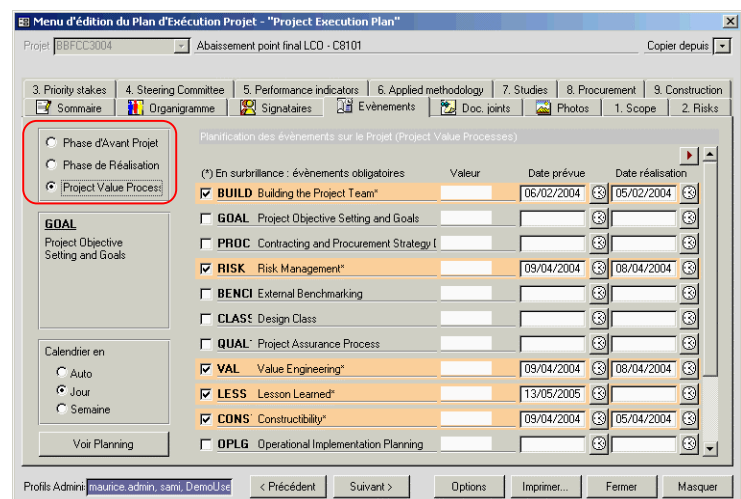 Menu d'édition du Plan d'Exécution Projet - "Project Execution Plan"
Projet BBFCC3004 Abaissement point final LCO - C8101 Copier depuis
3. Priority stakes 4. Steering Committee 5. Performance indicators 6. Applied methodology 7. Studies 8. Procurement 9. Construction
Sommaire Organigramme Signataires Evènements Doc. joints Photos 1. Scope 2. Risks
Phase d'Avant Projet
Phase de Réalisation
Project Value Process
Planification des évènements sur le Projet (Project Value Processes)
(*) En surbrillance : évènements obligatoires Valeur Date prévue Date réalisation
BUILD Building the Project Team* 06/02/2004 05/02/2004
GOAL Project Objective Setting and Goals
PROC Contracting and Procurement Strategy
RISK Risk Management* 09/04/2004 08/04/2004
BENCI External Benchmarking
CLASS Design Class
QUAL Project Assurance Process
VAL Value Engineering* 09/04/2004 08/04/2004
LESS Lesson Learned* 13/05/2005
CONS Constructibility* 09/04/2004 05/04/2004
OPLG Operational Implementation Planning
GOAL
Project Objective
Setting and Goals
Calendrier en
Auto
Jour
Semaine
Voir Planning
Profils Admini: maurice.admin, sami, DemoUse < Précédent Suivant > Options Imprimer... Fermer Masquer